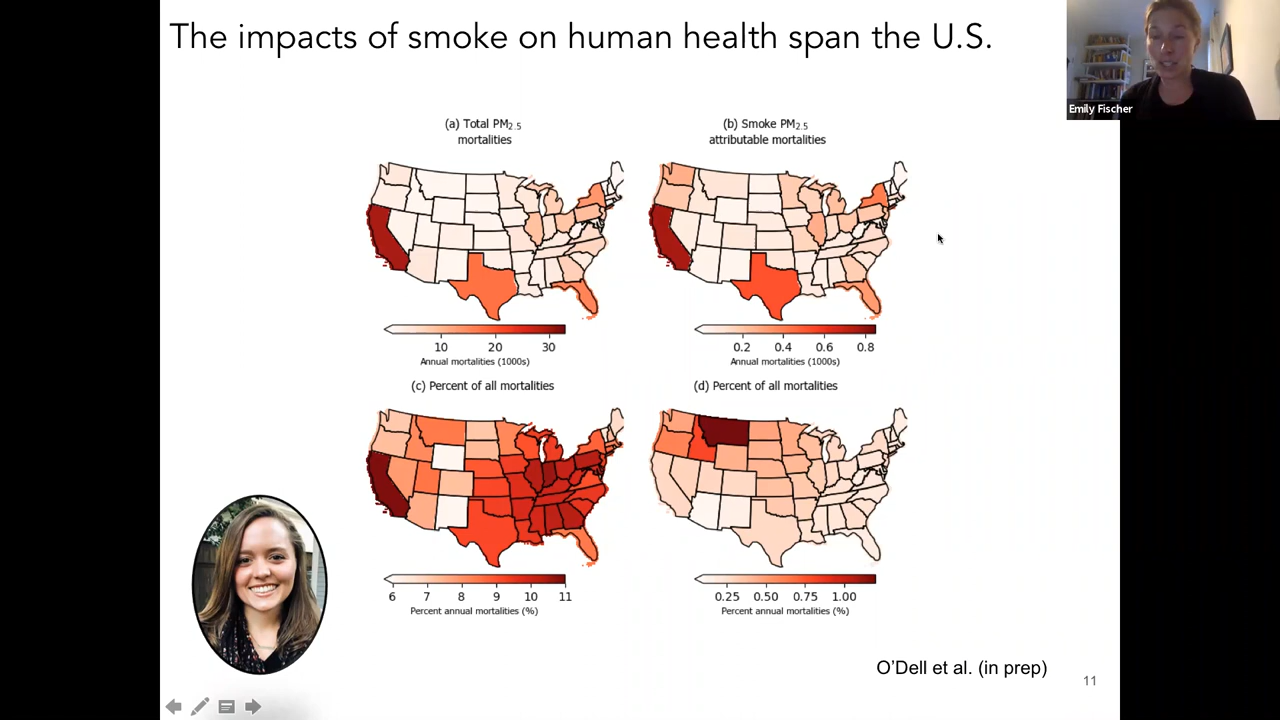 The impacts of smoke on human health span the U.S.
Emily Fischer
(a) Total PM2.5
mortalities
(b) Smoke PM2.5
attributable mortalities
10 20 30
Annual mortalities (1000s)
0.2 0.4 0.6 0.8
Annual mortalities (1000s)
(c) Percent of all mortalities
(d) Percent of all mortalities
6 7 8 9 10 11
Percent annual mortalities (%)
0.25 0.50 0.75 1.00
Percent annual mortalities (%)
O'Dell et al. (in prep)
11